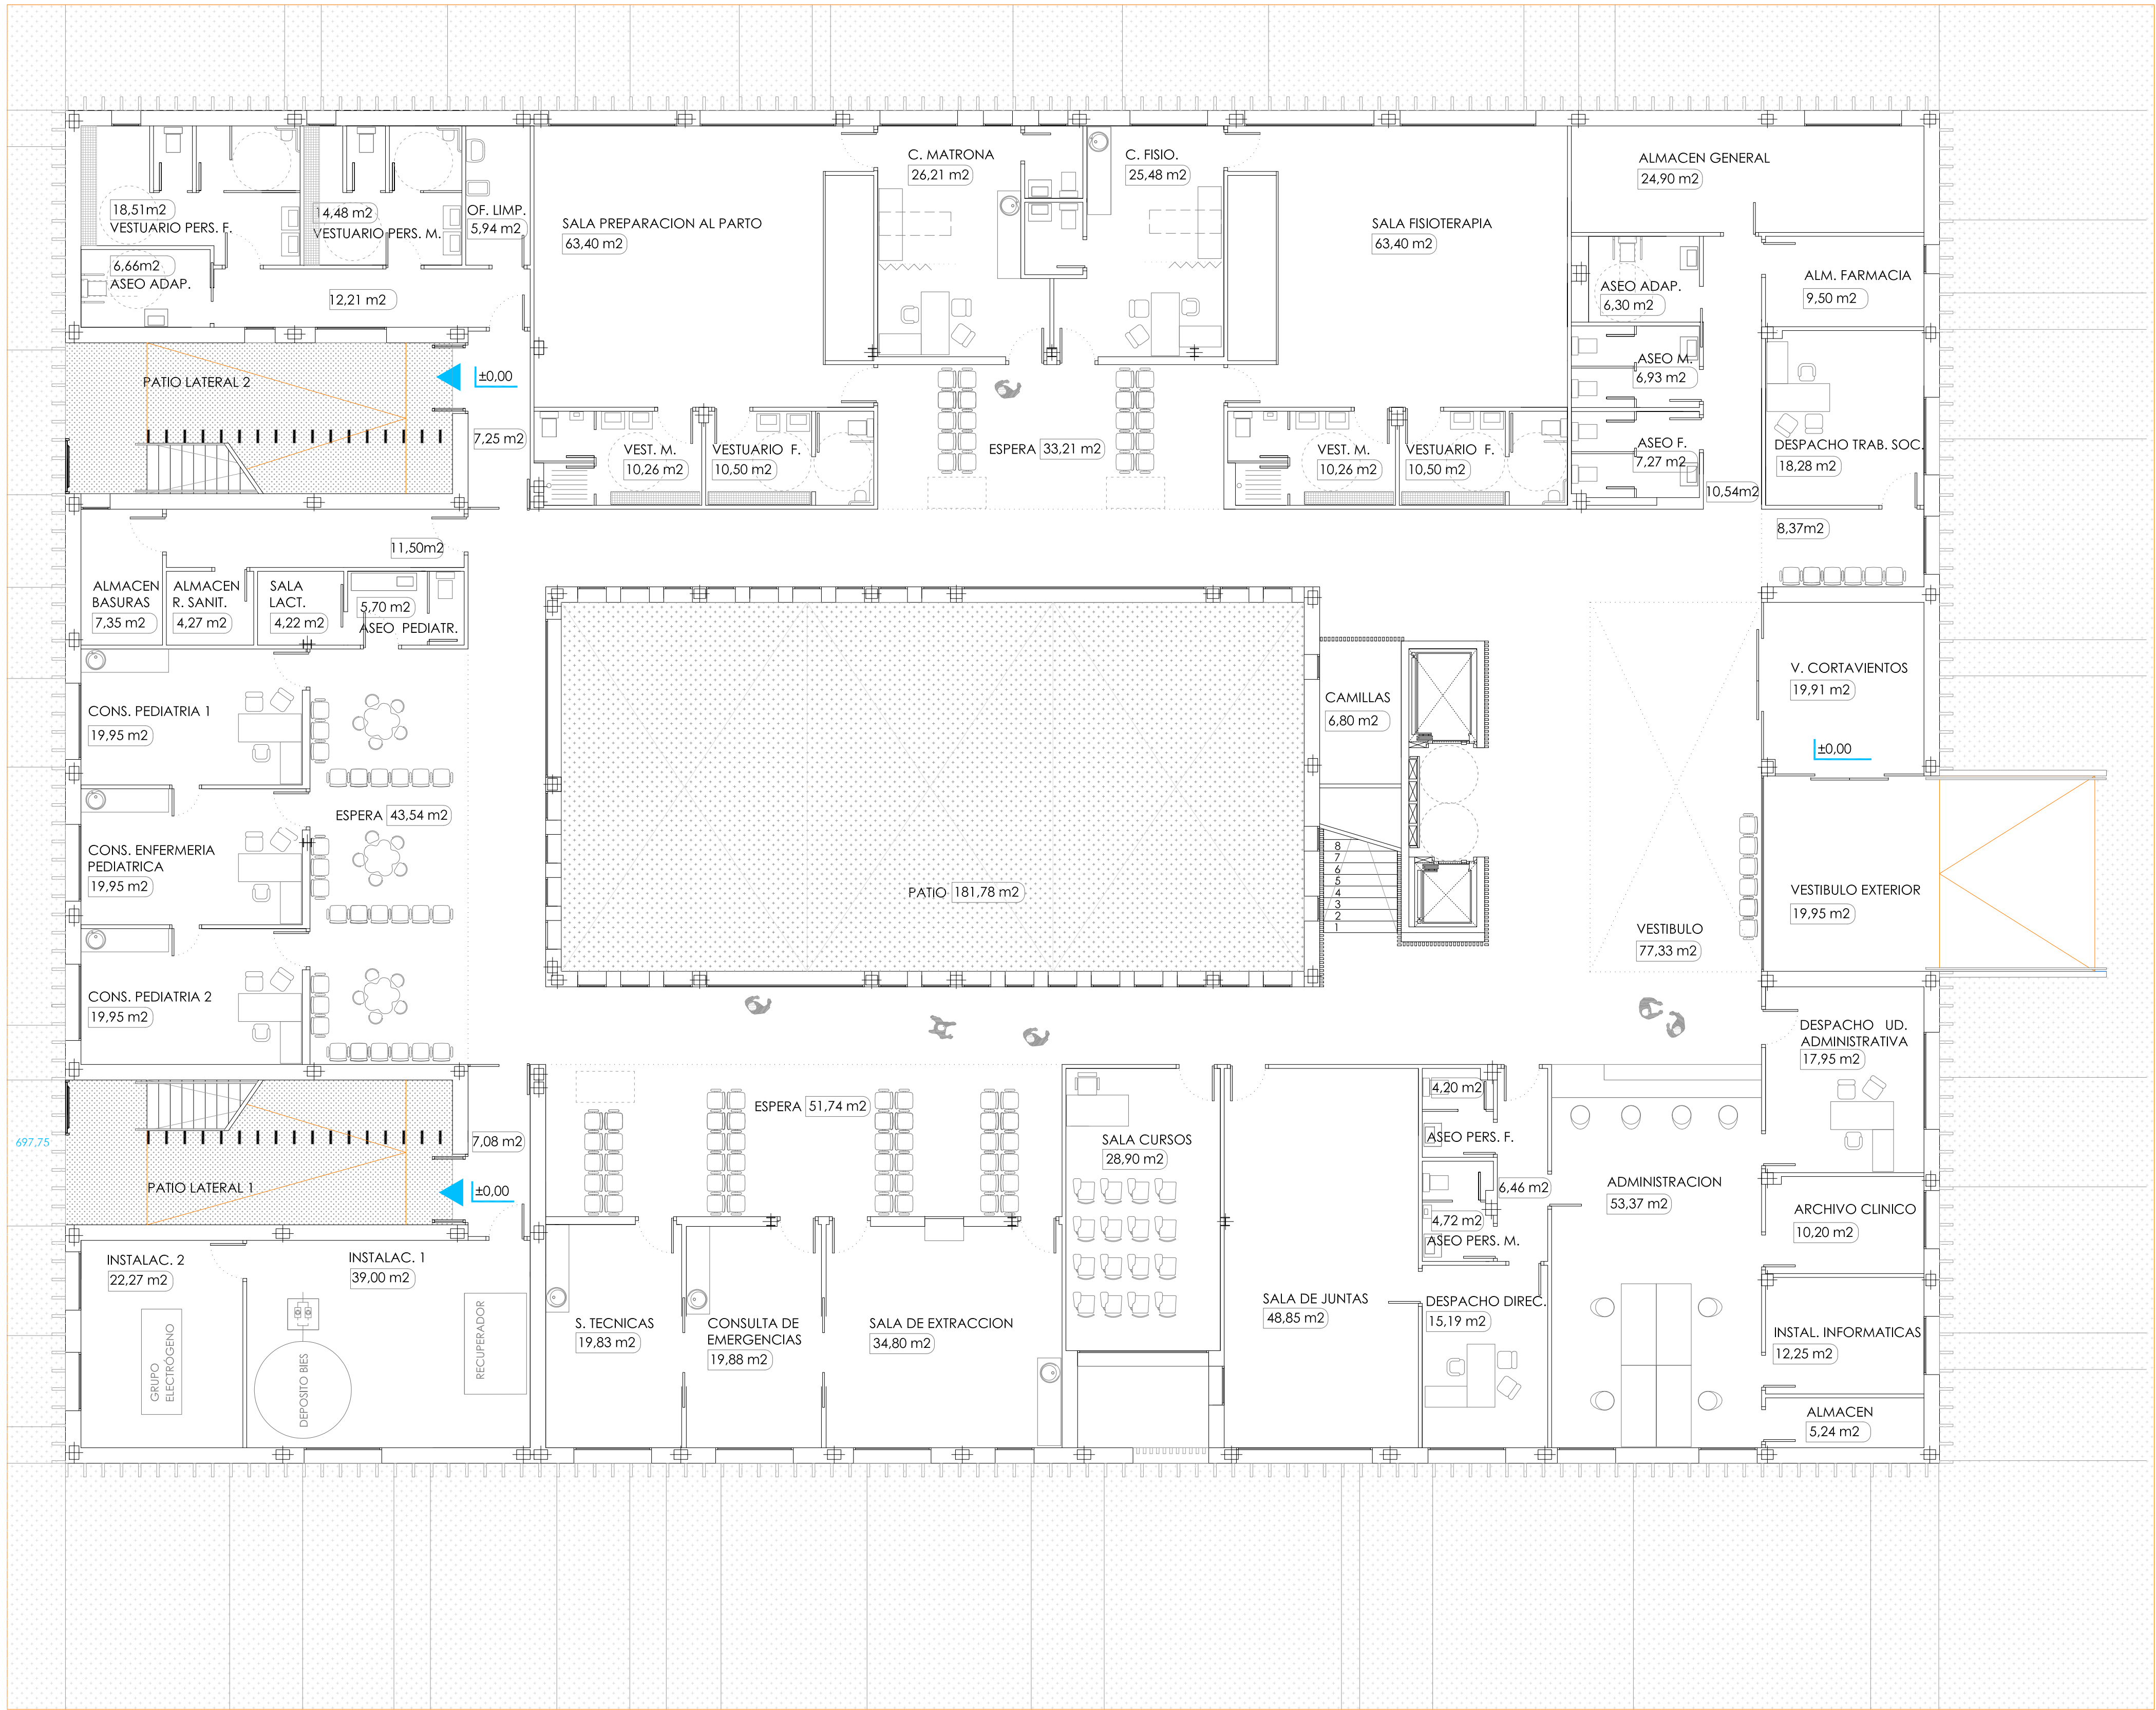 C. MATRONA
26,21 m2
C. FISIO.
25,48 m2
ALMACEN GENERAL
24,90 m2
18,51m2
VESTUARIO PERS. F.
14,48 m2
VESTUARIO PERS. M.
OF. LIMP.
5,94 m2
SALA PREPARACION AL PARTO
63,40 m2
SALA FISIOTERAPIA
63,40 m2
6,66m2
ASEO ADAP.
12,21 m2
ASEO ADAP.
6,30 m2
ALM. FARMACIA
9,50 m2
PATIO LATERAL 2
±0,00
7,25 m2
ASEO M.
6,93 m2
VEST. M.
10,26 m2
VESTUARIO F.
10,50 m2
ESPERA 33,21 m2
VEST. M.
10,26 m2
VESTUARIO F.
10,50 m2
ASEO F.
7,27 m2
DESPACHO TRAB. SOC.
18,28 m2
10,54m2
8,37m2
11,50m2
ALMACEN
BASURAS
7,35 m2
ALMACEN
R. SANIT.
4,27 m2
SALA
LACT.
4,22 m2
5,70 m2
ASEO PEDIATR.
CONS. PEDIATRIA 1
19,95 m2
ESPERA 43,54 m2
CONS. ENFERMERIA
PEDIATRICA
19,95 m2
CONS. PEDIATRIA 2
19,95 m2
PATIO 181,78 m2
CAMILLAS
6,80 m2
8
7
6
5
4
3
2
1
V. CORTAVIENTOS
19,91 m2
±0,00
VESTIBULO EXTERIOR
19,95 m2
VESTIBULO
77,33 m2
DESPACHO UD.
ADMINISTRATIVA
17,95 m2
697,75
7,08 m2
PATIO LATERAL 1
±0,00
ESPERA 51,74 m2
SALA CURSOS
28,90 m2
4,20 m2
ASEO PERS. F.
6,46 m2
4,72 m2
ASEO PERS. M.
ADMINISTRACION
53,37 m2
ARCHIVO CLINICO
10,20 m2
INSTALAC. 2
22,27 m2
INSTALAC. 1
39,00 m2
GRUPO
ELECTRÓGENO
DEPOSITO BIES
RECUPERADOR
S. TECNICAS
19,83 m2
CONSULTA DE
EMERGENCIAS
19,88 m2
SALA DE EXTRACCION
34,80 m2
SALA DE JUNTAS
48,85 m2
DESPACHO DIREC.
15,19 m2
INSTAL. INFORMATICAS
12,25 m2
ALMACEN
5,24 m2